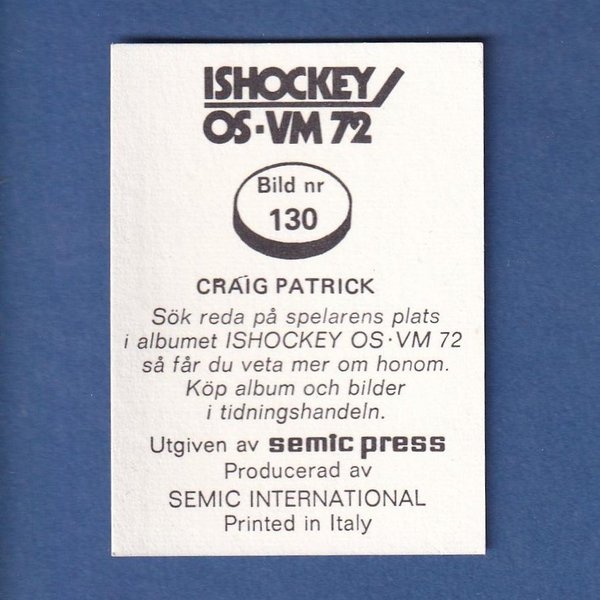 ISHOCKEY
OS·VM 72
Bild nr
130
CRAIG PATRICK
Sök reda på spelarens plats
i albumet ISHOCKEY OS·VM 72
så får du veta mer om honom.
Köp album och bilder
i tidningshandeln.
Utgiven av semic press
Producerad av
SEMIC INTERNATIONAL
Printed in Italy